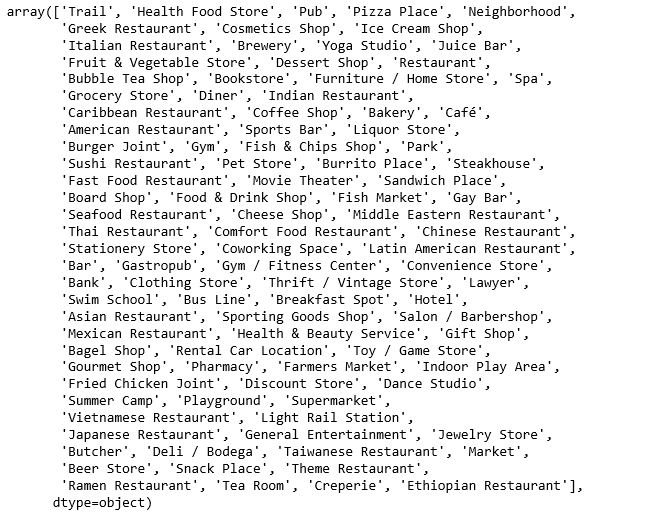 array(['Trail', 'Health Food Store', 'Pub', 'Pizza Place', 'Neighborhood',
'Greek Restaurant', 'Cosmetics Shop', 'Ice Cream Shop',
'Italian Restaurant', 'Brewery', 'Yoga Studio', 'Juice Bar',
'Fruit & Vegetable Store', 'Dessert Shop', 'Restaurant',
'Bubble Tea Shop', 'Bookstore', 'Furniture / Home Store', 'Spa',
'Grocery Store', 'Diner', 'Indian Restaurant',
'Caribbean Restaurant', 'Coffee Shop', 'Bakery', 'Café',
'American Restaurant', 'Sports Bar', 'Liquor Store',
'Burger Joint', 'Gym', 'Fish & Chips Shop', 'Park',
'Sushi Restaurant', 'Pet Store', 'Burrito Place', 'Steakhouse',
'Fast Food Restaurant', 'Movie Theater', 'Sandwich Place',
'Board Shop', 'Food & Drink Shop', 'Fish Market', 'Gay Bar',
'Seafood Restaurant', 'Cheese Shop', 'Middle Eastern Restaurant',
'Thai Restaurant', 'Comfort Food Restaurant', 'Chinese Restaurant',
'Stationery Store', 'Coworking Space', 'Latin American Restaurant',
'Bar', 'Gastropub', 'Gym / Fitness Center', 'Convenience Store',
'Bank', 'Clothing Store', 'Thrift / Vintage Store', 'Lawyer',
'Swim School', 'Bus Line', 'Breakfast Spot', 'Hotel',
'Asian Restaurant', 'Sporting Goods Shop', 'Salon / Barbershop',
'Mexican Restaurant', 'Health & Beauty Service', 'Gift Shop',
'Bagel Shop', 'Rental Car Location', 'Toy / Game Store',
'Gourmet Shop', 'Pharmacy', 'Farmers Market', 'Indoor Play Area',
'Fried Chicken Joint', 'Discount Store', 'Dance Studio',
'Summer Camp', 'Playground', 'Supermarket',
'Vietnamese Restaurant', 'Light Rail Station',
'Japanese Restaurant', 'General Entertainment', 'Jewelry Store',
'Butcher', 'Deli / Bodega', 'Taiwanese Restaurant', 'Market',
'Beer Store', 'Snack Place', 'Theme Restaurant',
'Ramen Restaurant', 'Tea Room', 'Creperie', 'Ethiopian Restaurant'],
dtype=object)